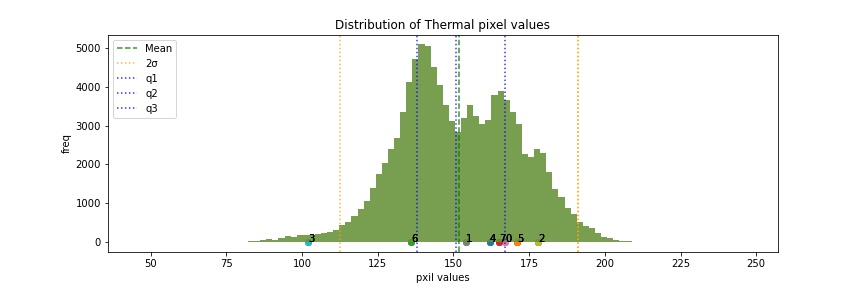 Distribution of Thermal pixel values
Mean
2σ
q1
q2
q3
freq
5000
4000
3000
2000
1000
0
3 6 1 4 7 0 5 2
50 75 100 125 150 175 200 225 250
pxil values